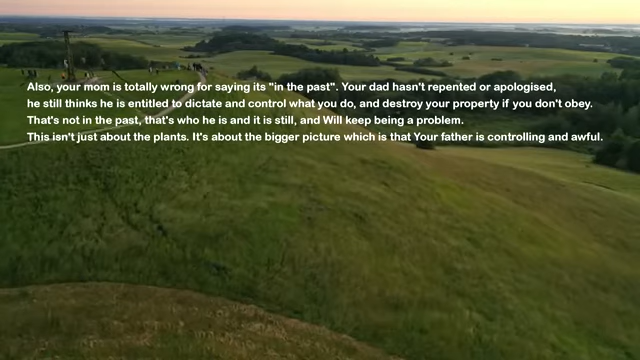 Also, your mom is totally wrong for saying its "in the past". Your dad hasn't repented or apologised,
he still thinks he is entitled to dictate and control what you do, and destroy your property if you don't obey.
That's not in the past, that's who he is and it is still, and Will keep being a problem.
This isn't just about the plants. It's about the bigger picture which is that Your father is controlling and awful.